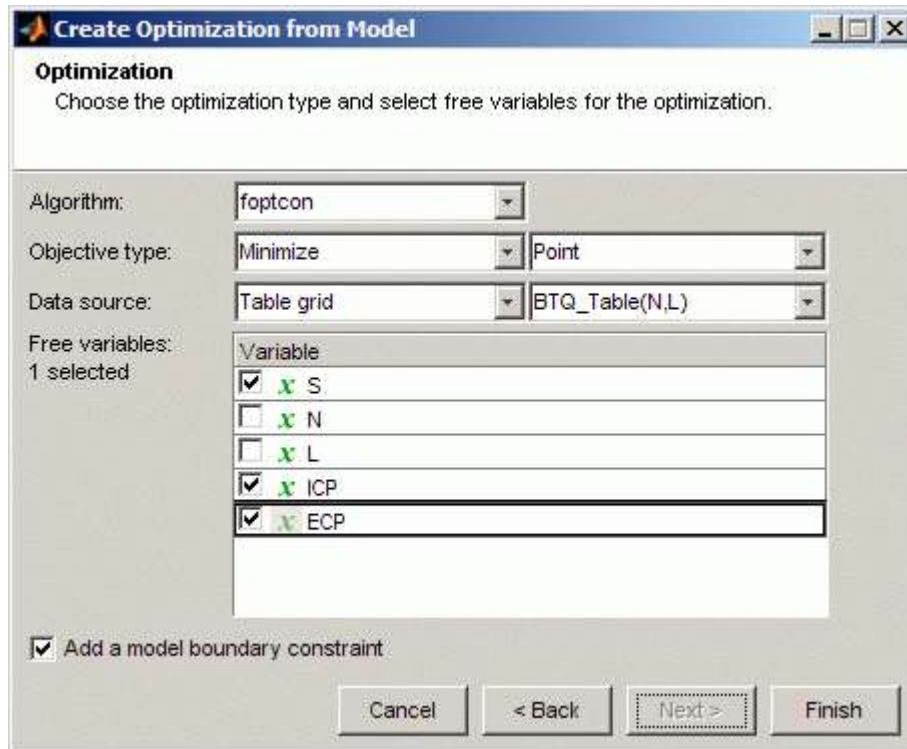 Create Optimization from Model
Optimization
Choose the optimization type and select free variables for the optimization.
Algorithm: foptcon
Objective type: Minimize Point
Data source: Table grid BTQ_Table(N,L)
Free variables:
1 selected
Variable
x S
x N
x L
x ICP
x ECP
Add a model boundary constraint
Cancel < Back Next > Finish